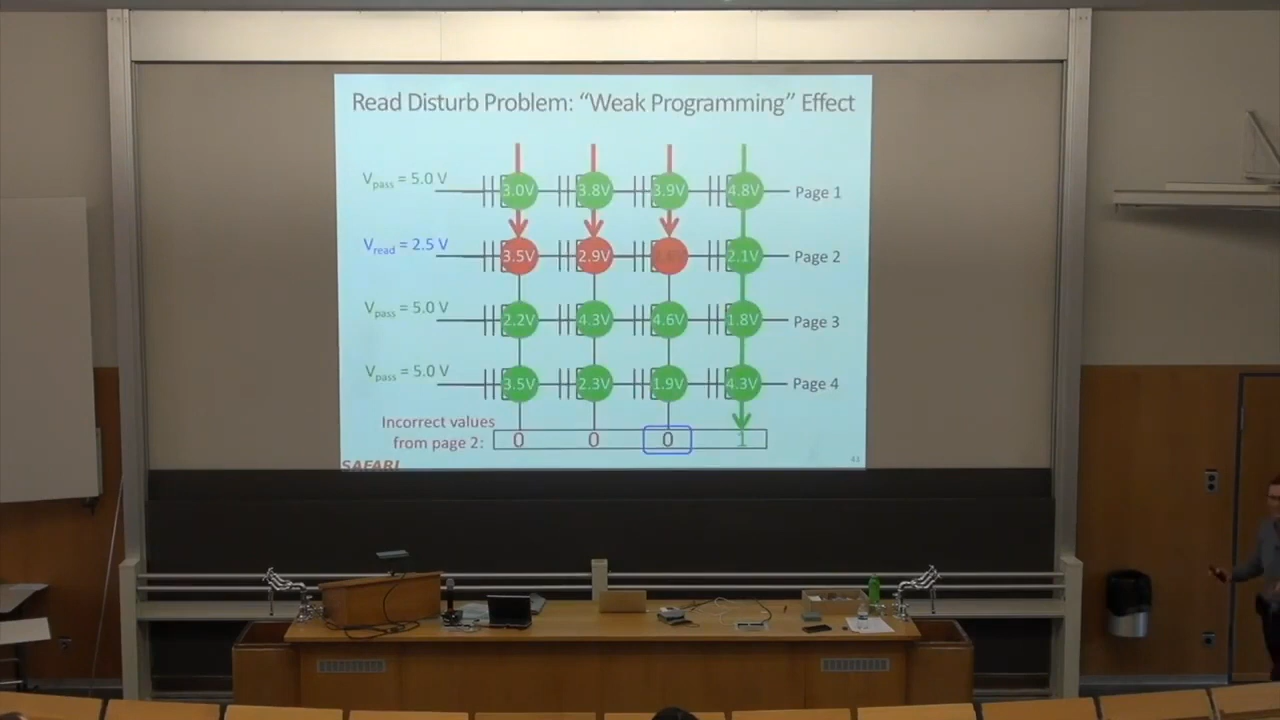 Read Disturb Problem: “Weak Programming” Effect
Vpass = 5.0 V 3.0V 3.8V 3.9V 4.8V Page 1
Vread = 2.5 V 3.5V 2.9V 2.1V Page 2
Vpass = 5.0 V 2.2V 4.3V 4.6V 1.8V Page 3
Vpass = 5.0 V 3.5V 2.3V 1.9V 4.3V Page 4
Incorrect values
from page 2: 0 0 0 1
SAFARI